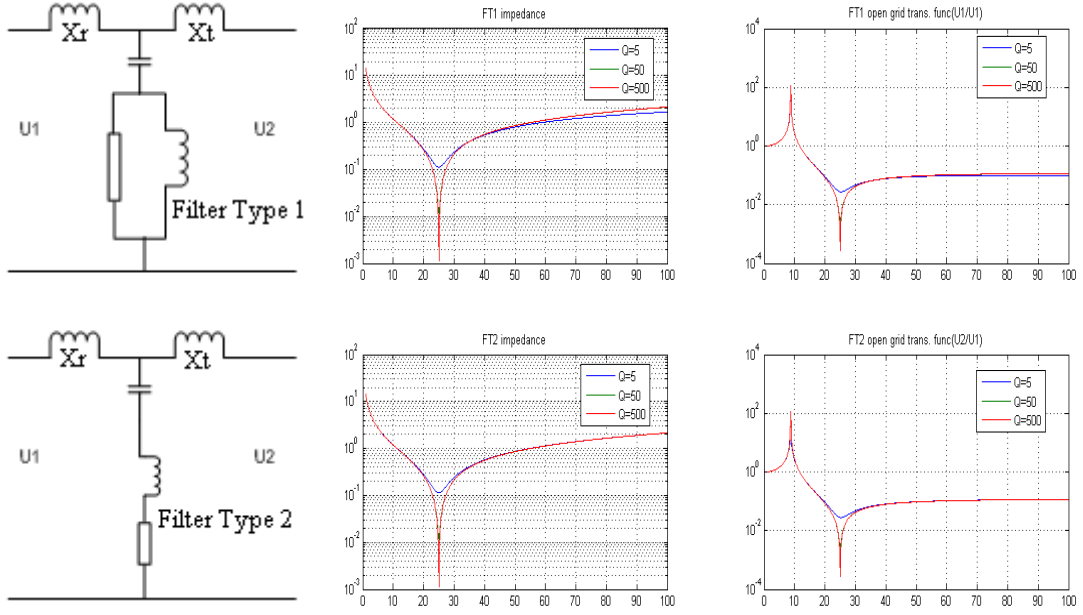 Xr
Xt
U1
U2
Filter Type 1
FT1 impedance
10^2
10^1
10^0
10^-1
10^-2
10^-3
0 10 20 30 40 50 60 70 80 90 100
Q=5
Q=50
Q=500
FT1 open grid trans. func(U1/U1)
10^4
10^2
10^0
10^-2
10^-4
0 10 20 30 40 50 60 70 80 90 100
Q=5
Q=50
Q=500
Xr
Xt
U1
U2
Filter Type 2
FT2 impedance
10^2
10^1
10^0
10^-1
10^-2
10^-3
0 10 20 30 40 50 60 70 80 90 100
Q=5
Q=50
Q=500
FT2 open grid trans. func(U2/U1)
10^4
10^2
10^0
10^-2
10^-4
0 10 20 30 40 50 60 70 80 90 100
Q=5
Q=50
Q=500